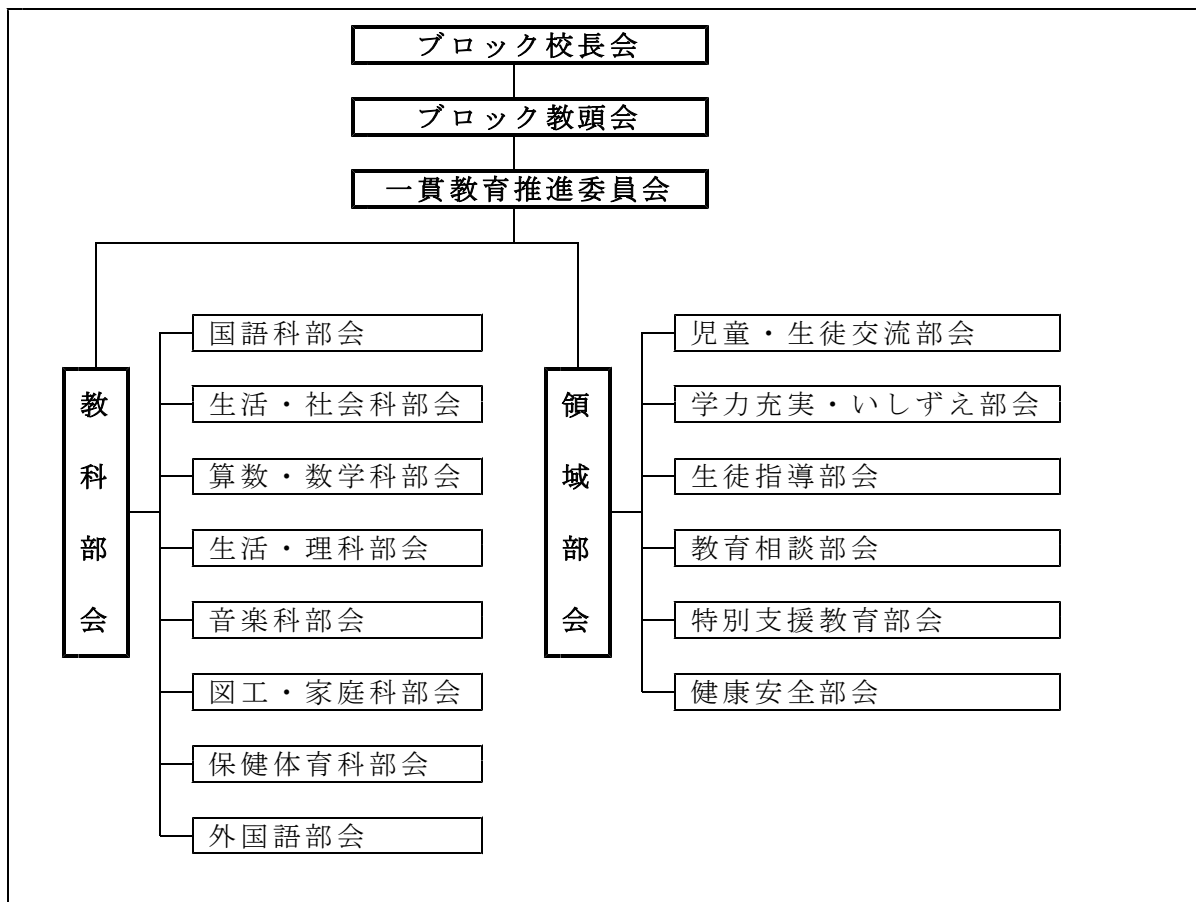 ブロック校長会
ブロック教頭会
一貫教育推進委員会
教科部会
国語科部会
生活・社会科部会
算数・数学科部会
生活・理科部会
音楽科部会
図工・家庭科部会
保健体育科部会
外国語部会
領域部会
児童・生徒交流部会
学力充実・いしずえ部会
生徒指導部会
教育相談部会
特別支援教育部会
健康安全部会